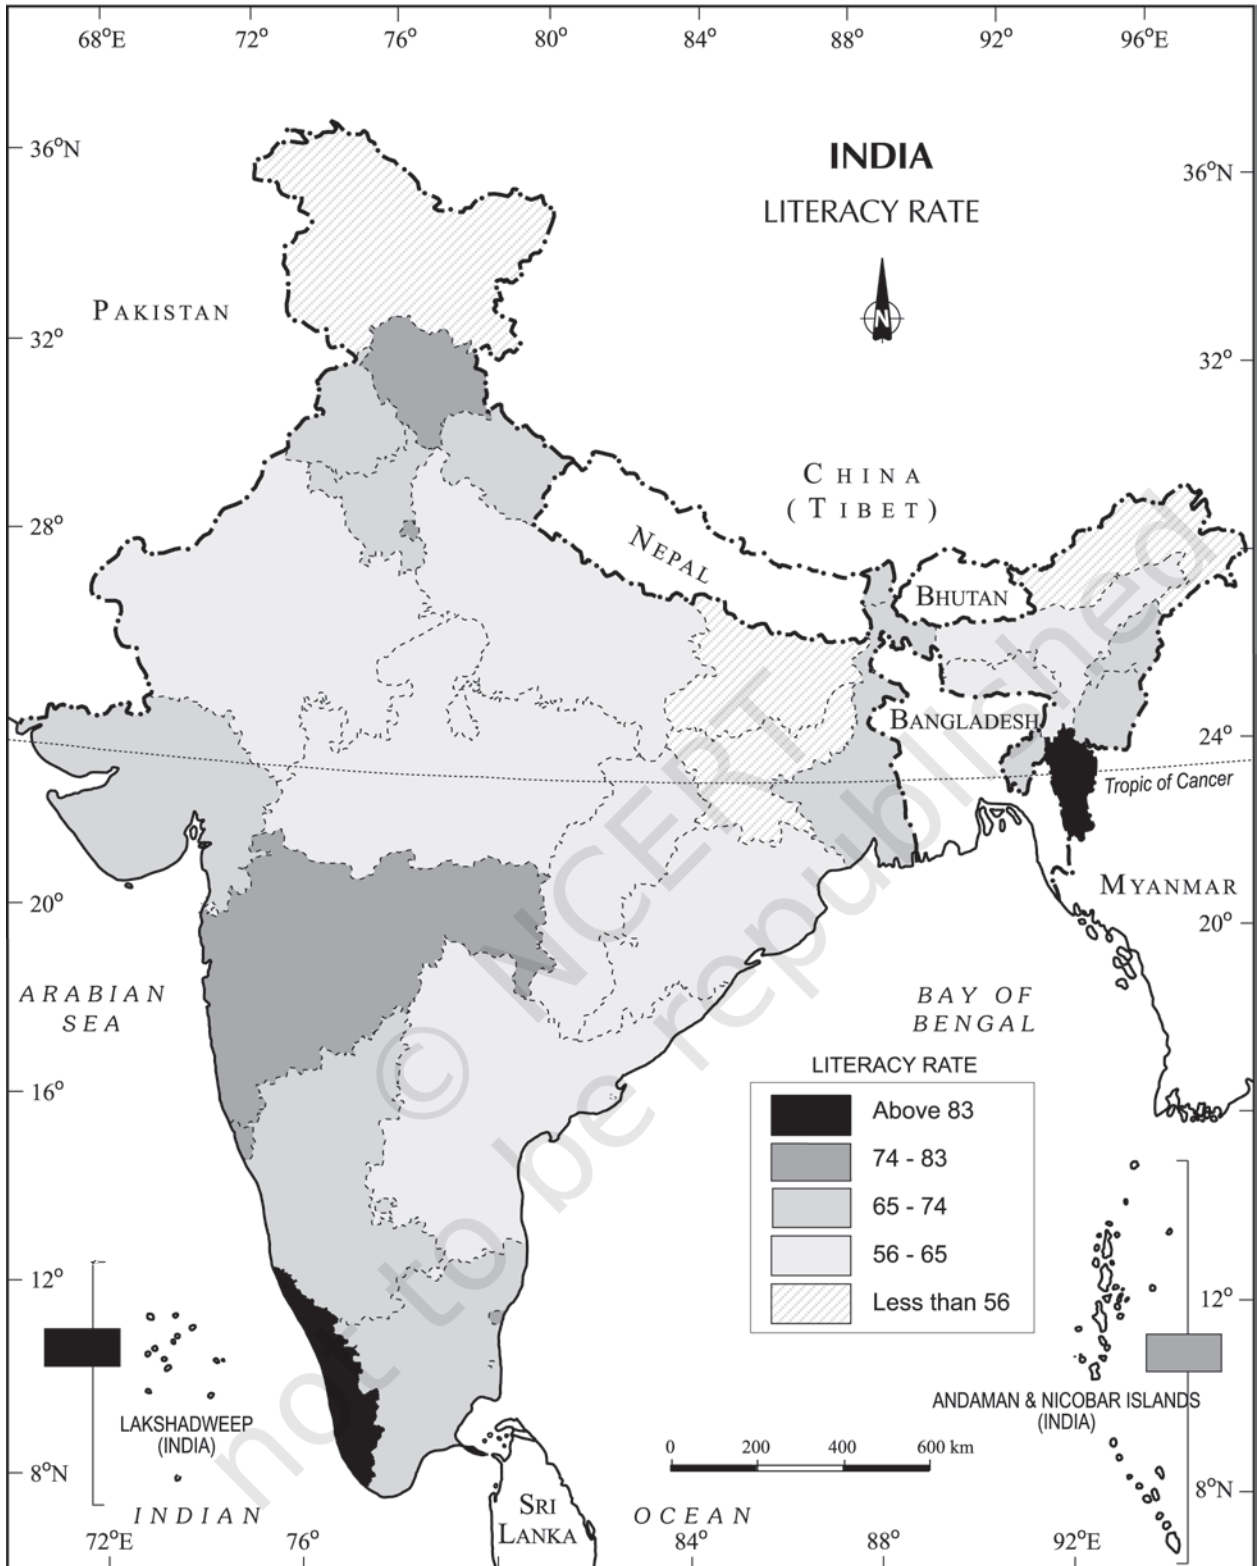 68°E 72° 76° 80° 84° 88° 92° 96°E
36°N
INDIA
36°N
LITERACY RATE
N
PAKISTAN
32°
32°
CHINA
(TIBET)
28°
NEPAL
BHUTAN
BANGLADESH
24°
Tropic of Cancer
MYANMAR
20°
20°
ARABIAN
SEA
BAY OF
BENGAL
© NCERT
not to be republished
LITERACY RATE
Above 83
74 - 83
65 - 74
56 - 65
Less than 56
16°
12°
12°
LAKSHADWEEP
(INDIA)
ANDAMAN & NICOBAR ISLANDS
(INDIA)
0 200 400 600 km
8°N
8°N
SRI
LANKA
INDIAN OCEAN
72°E 76° 84° 88° 92°E